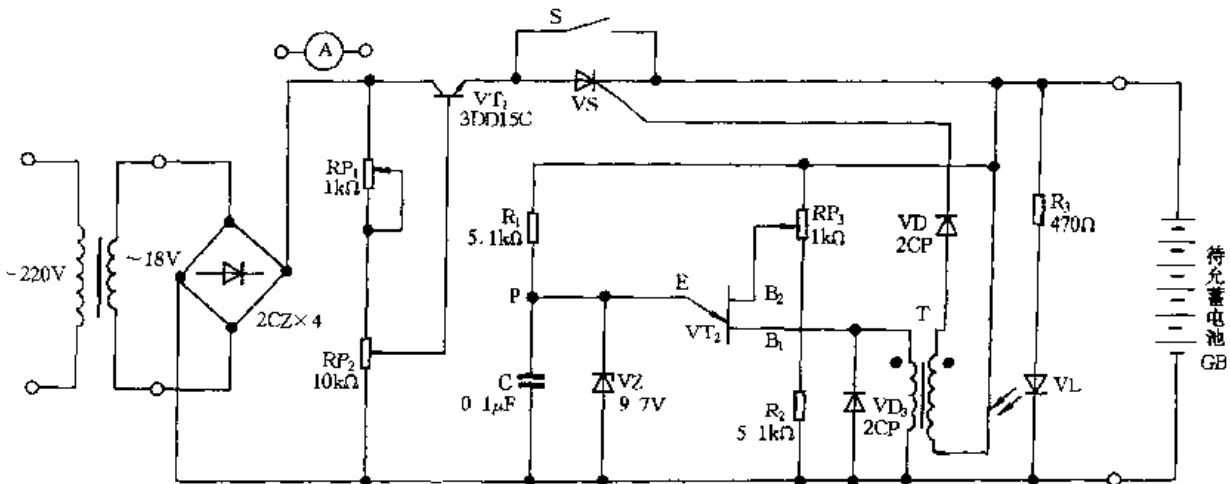 S
A
VT₁
3DD15C
VS
RP₁
1kΩ
R₁
5.1kΩ
RP₃
1kΩ
VD
2CP
R₃
470Ω
~220V
~18V
2CZ×4
P
E
B₂
VT₂
B₁
T
待充蓄电池
GB
RP₂
10kΩ
C
0 1μF
VZ
9 7V
R₂
5 1kΩ
VD₃
2CP
VL